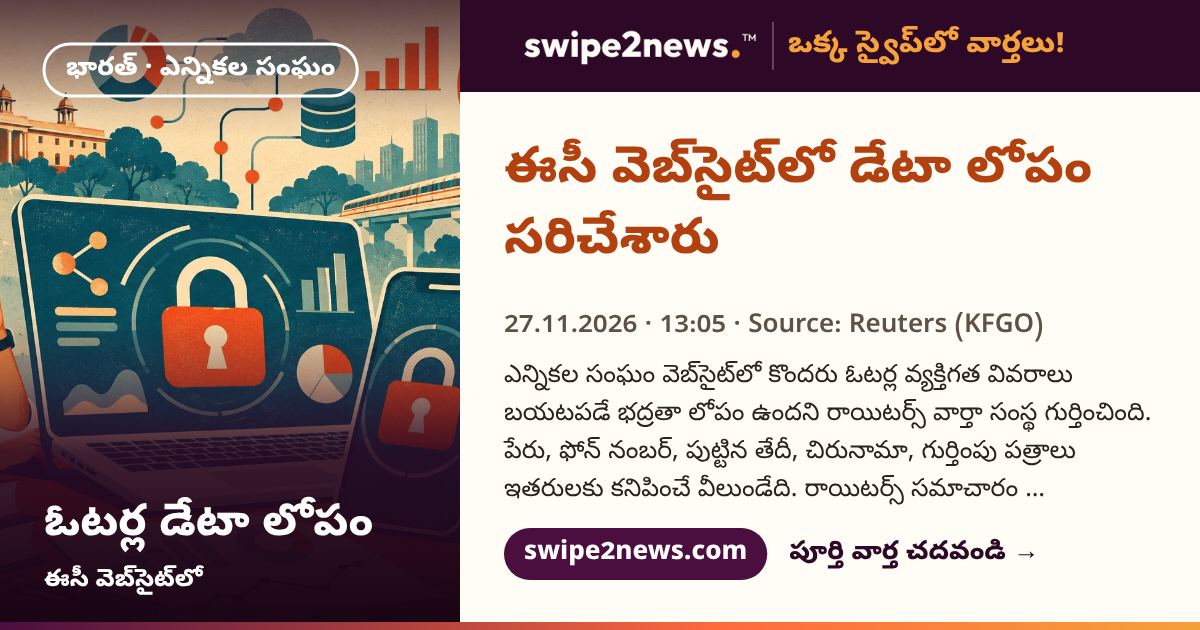 భారత్ · ఎన్నికల సంఘం
swipe2news.™ ఒక్క స్వైప్‌లో వార్తలు!
ఈసీ వెబ్‌సైట్‌లో డేటా లోపం
సరిచేశారు
27.11.2026 · 13:05 · Source: Reuters (KFGO)
ఎన్నికల సంఘం వెబ్‌సైట్‌లో కొందరు ఓటర్ల వ్యక్తిగత వివరాలు
బయటపడే భద్రతా లోపం ఉందని రాయిటర్స్ వార్తా సంస్థ గుర్తించింది.
పేరు, ఫోన్ నంబర్, పుట్టిన తేదీ, చిరునామా, గుర్తింపు పత్రాలు
ఇతరులకు కనిపించే వీలుండేది. రాయిటర్స్ సమాచారం ...
swipe2news.com పూర్తి వార్త చదవండి →
ఓటర్ల డేటా లోపం
ఈసీ వెబ్‌సైట్‌లో